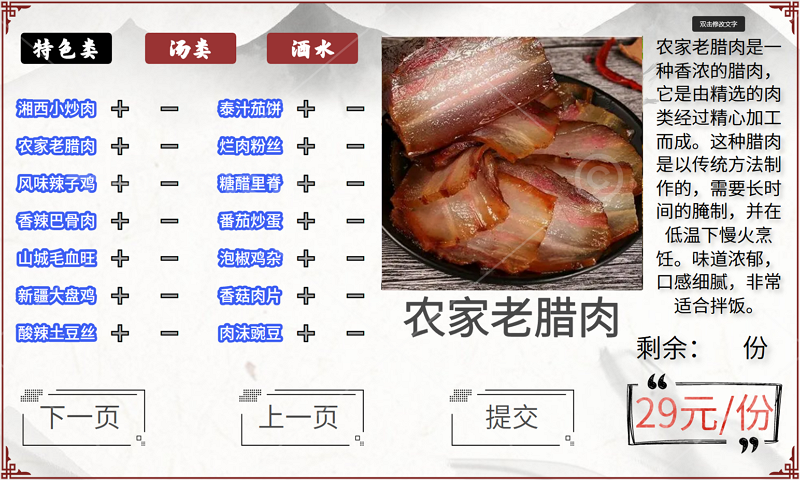 双击修改文字
特色类
汤类
酒水
湘西小炒肉
泰汁茄饼
农家老腊肉
烂肉粉丝
风味辣子鸡
糖醋里脊
香辣巴骨肉
番茄炒蛋
山城毛血旺
泡椒鸡杂
新疆大盘鸡
香菇肉片
酸辣土豆丝
肉沫豌豆
农家老腊肉是一
种香浓的腊肉,
它是由精选的肉
类经过精心加工
而成。这种腊肉
是以传统方法制
作的，需要长时
间的腌制，并在
低温下慢火烹
饪。味道浓郁，
口感细腻，非常
适合拌饭。
农家老腊肉
剩余： 份
29元/份
下一页
上一页
提交